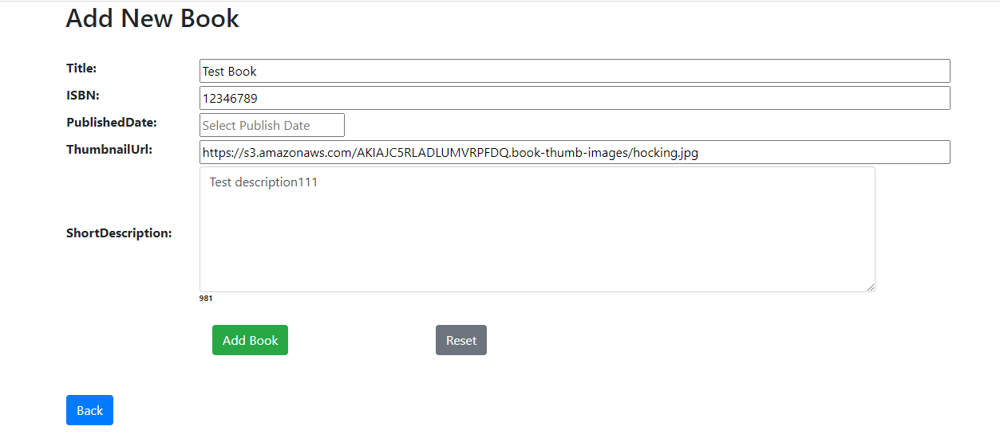 Add New Book
Title: Test Book
ISBN: 12346789
PublishedDate: Select Publish Date
ThumbnailUrl: https://s3.amazonaws.com/AKIAJC5RLADLUMVRPFDQ.book-thumb-images/hocking.jpg
Test description111
ShortDescription:
981
Add Book Reset
Back